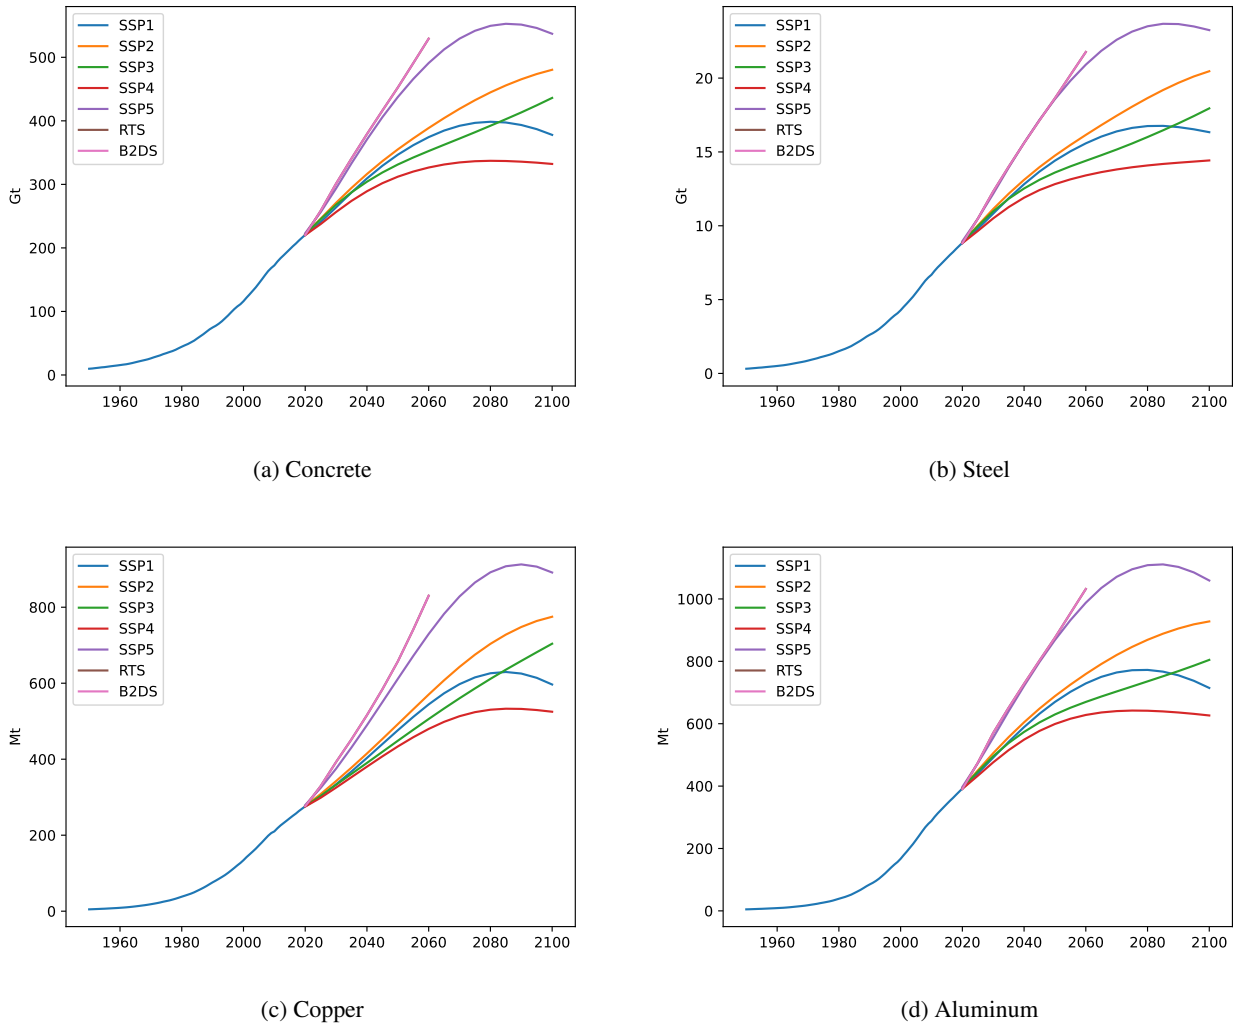 SSP1
SSP2
SSP3
SSP4
SSP5
RTS
B2DS
Gt
500
400
300
200
100
0
1960 1980 2000 2020 2040 2060 2080 2100
(a) Concrete
SSP1
SSP2
SSP3
SSP4
SSP5
RTS
B2DS
Gt
20
15
10
5
0
1960 1980 2000 2020 2040 2060 2080 2100
(b) Steel
SSP1
SSP2
SSP3
SSP4
SSP5
RTS
B2DS
Mt
800
600
400
200
0
1960 1980 2000 2020 2040 2060 2080 2100
(c) Copper
SSP1
SSP2
SSP3
SSP4
SSP5
RTS
B2DS
Mt
1000
800
600
400
200
0
1960 1980 2000 2020 2040 2060 2080 2100
(d) Aluminum